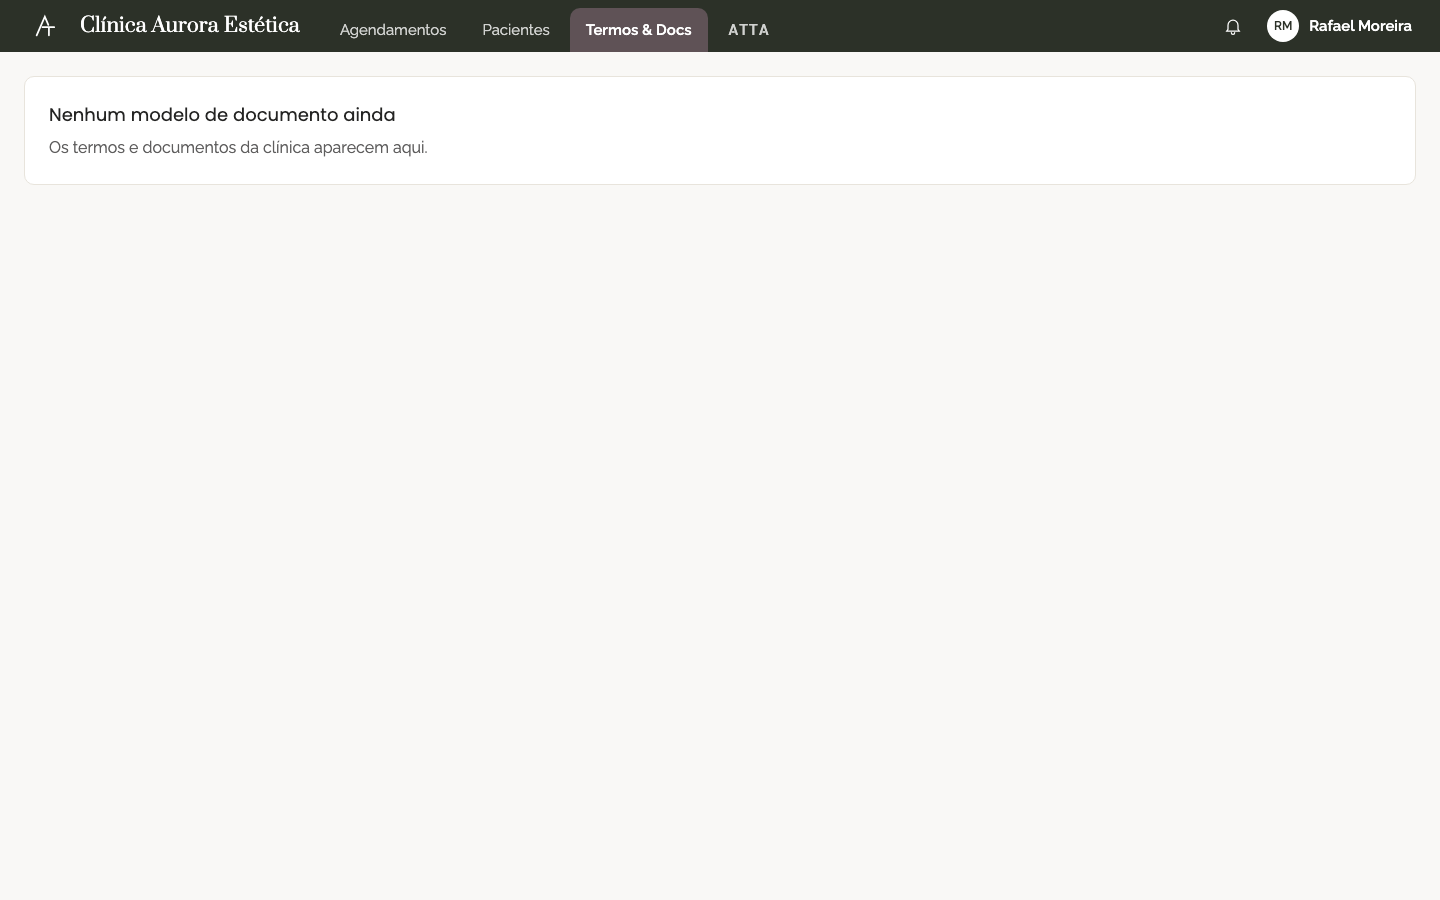 Clínica Aurora Estética
Agendamentos
Pacientes
Termos & Docs
ATTA
RM
Rafael Moreira
Nenhum modelo de documento ainda
Os termos e documentos da clínica aparecem aqui.